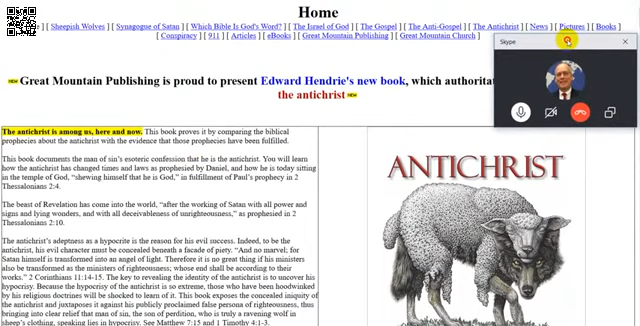 Home
] [ Sheepish Wolves ] [ Synagogue of Satan ] [ Which Bible Is God's Word? ] [ The Israel of God ] [ The Gospel ] [ The Anti-Gospel ] [ The Antichrist ] [ News ] [ Pictures ] [ Books ]
[ Conspiracy ] [ 911 ] [ Articles ] [ eBooks ] [ Great Mountain Publishing ] [ Great Mountain Church ]
Skype
NEW Great Mountain Publishing is proud to present Edward Hendrie's new book, which
the antichrist NEW
The antichrist is among us, here and now. This book proves it by comparing the biblical
prophecies about the antichrist with the evidence that those prophecies have been fulfilled.
This book documents the man of sin's esoteric confession that he is the antichrist. You will learn
how the antichrist has changed times and laws as prophesied by Daniel, and how he is today sitting
in the temple of God, “shewing himself that he is God,” in fulfillment of Paul's prophecy in 2
Thessalonians 2:4.
The beast of Revelation has come into the world, “after the working of Satan with all power and
signs and lying wonders, and with all deceivableness of unrighteousness,” as prophesied in 2
Thessalonians 2:10.
The antichrist's adeptness as a hypocrite is the reason for his evil success. Indeed, to be the
antichrist, his evil character must be concealed beneath a facade of piety. “And no marvel; for
Satan himself is transformed into an angel of light. Therefore it is no great thing if his ministers
also be transformed as the ministers of righteousness; whose end shall be according to their
works.” 2 Corinthians 11:14-15. The key to revealing the identity of the antichrist is to uncover his
hypocrisy. Because the hypocrisy of the antichrist is so extreme, those who have been hoodwinked
by his religious doctrines will be shocked to learn of it. This book exposes the concealed iniquity of
the antichrist and juxtaposes it against his publicly proclaimed false persona of righteousness, thus
bringing into clear relief that man of sin, the son of perdition, who is truly a ravening wolf in
sheep's clothing, speaking lies in hypocrisy. See Matthew 7:15 and 1 Timothy 4:1-3.
ANTICHRIST